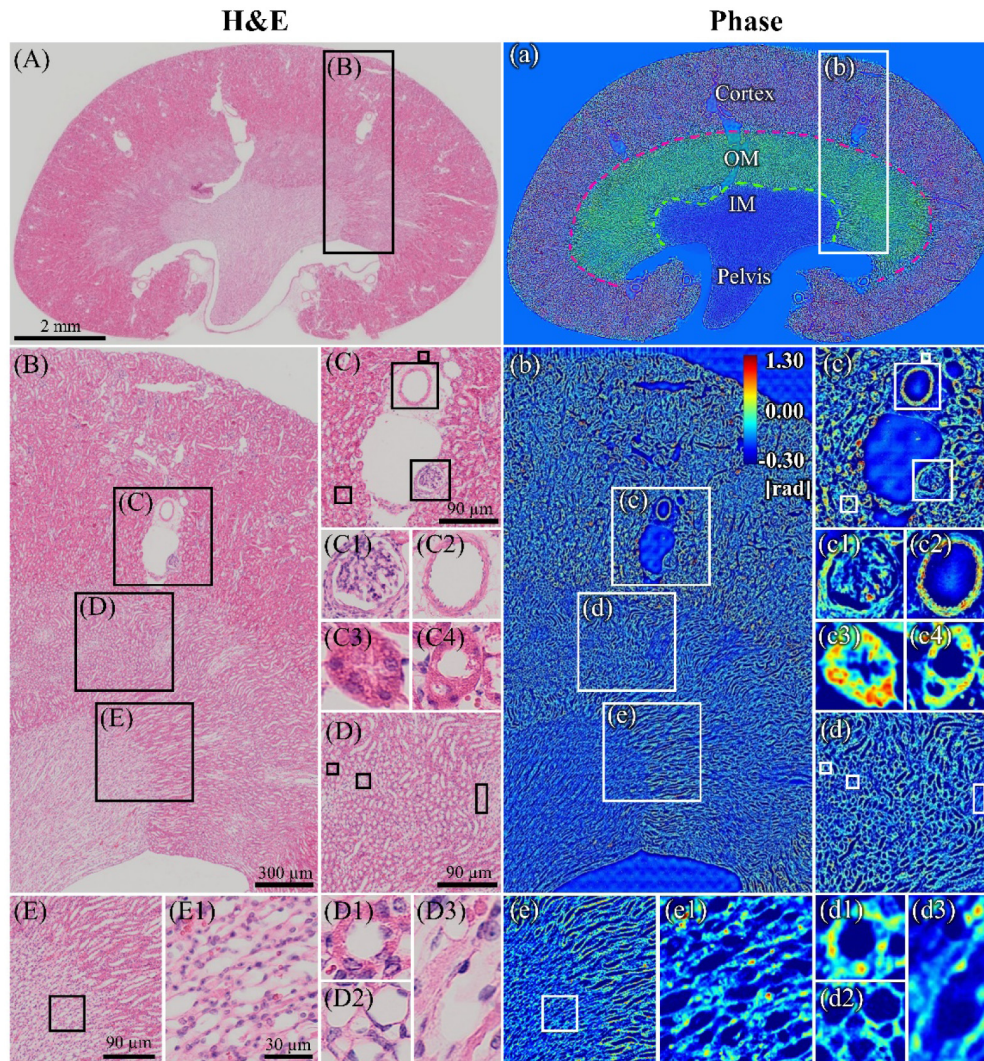 H&E
Phase
(A)
(B)
2 mm
(a)
(b)
Cortex
OM
IM
Pelvis
(B)
(C)
(D)
(E)
300 µm
(C)
90 µm
(C1)
(C2)
(C3)
(C4)
(D)
90 µm
(b)
1.30
0.00
-0.30
[rad]
(c)
(d)
(e)
(c)
(c1)
(c2)
(c3)
(c4)
(d)
(E)
90 µm
(E1)
30 µm
(D1)
(D2)
(D3)
(e)
(e1)
(d1)
(d2)
(d3)